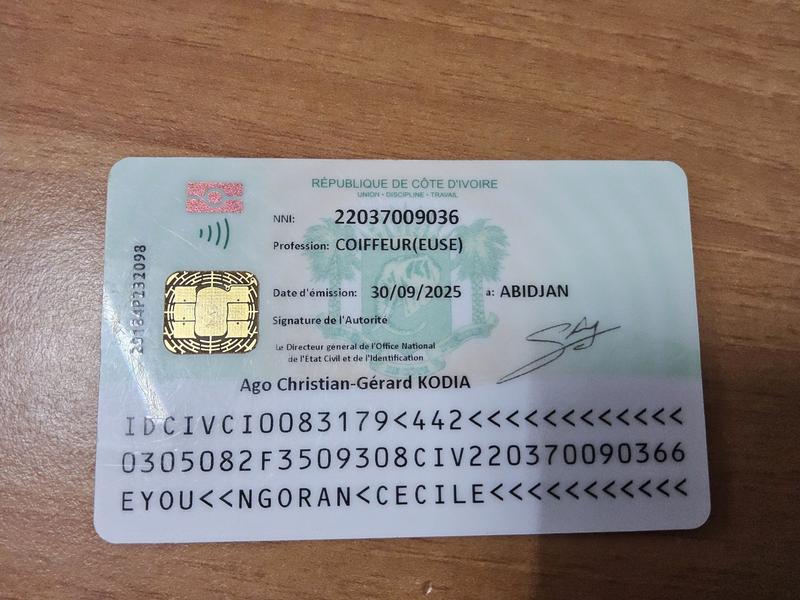 RÉPUBLIQUE DE CÔTE D'IVOIRE
UNION - DISCIPLINE - TRAVAIL
NNI: 22037009036
Profession: COIFFEUR(EUSE)
Date d'émission: 30/09/2025 à: ABIDJAN
Signature de l'Autorité
Le Directeur général de l'Office National
de l'État Civil et de l'Identification
Ago Christian-Gérard KODIA
IDCIVCI0083179<442<<<<<<<<<<<<
0305082F3509308CIV220370090366
EYOU<<NGORAN<CECILE<<<<<<<<<<<